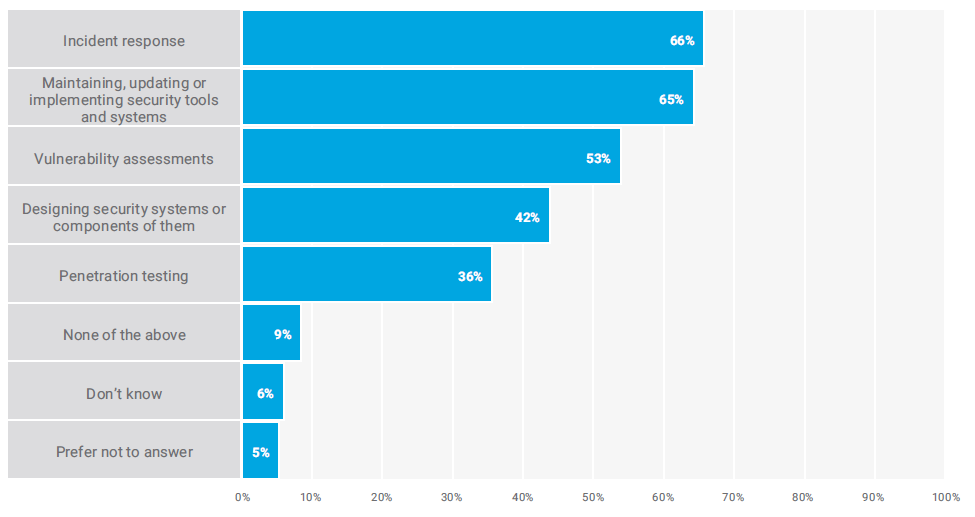 Incident response
66%
Maintaining, updating or
implementing security tools
and systems
65%
Vulnerability assessments
53%
Designing security systems or
components of them
42%
Penetration testing
36%
None of the above
9%
Don’t know
6%
Prefer not to answer
5%
0% 10% 20% 30% 40% 50% 60% 70% 80% 90% 100%